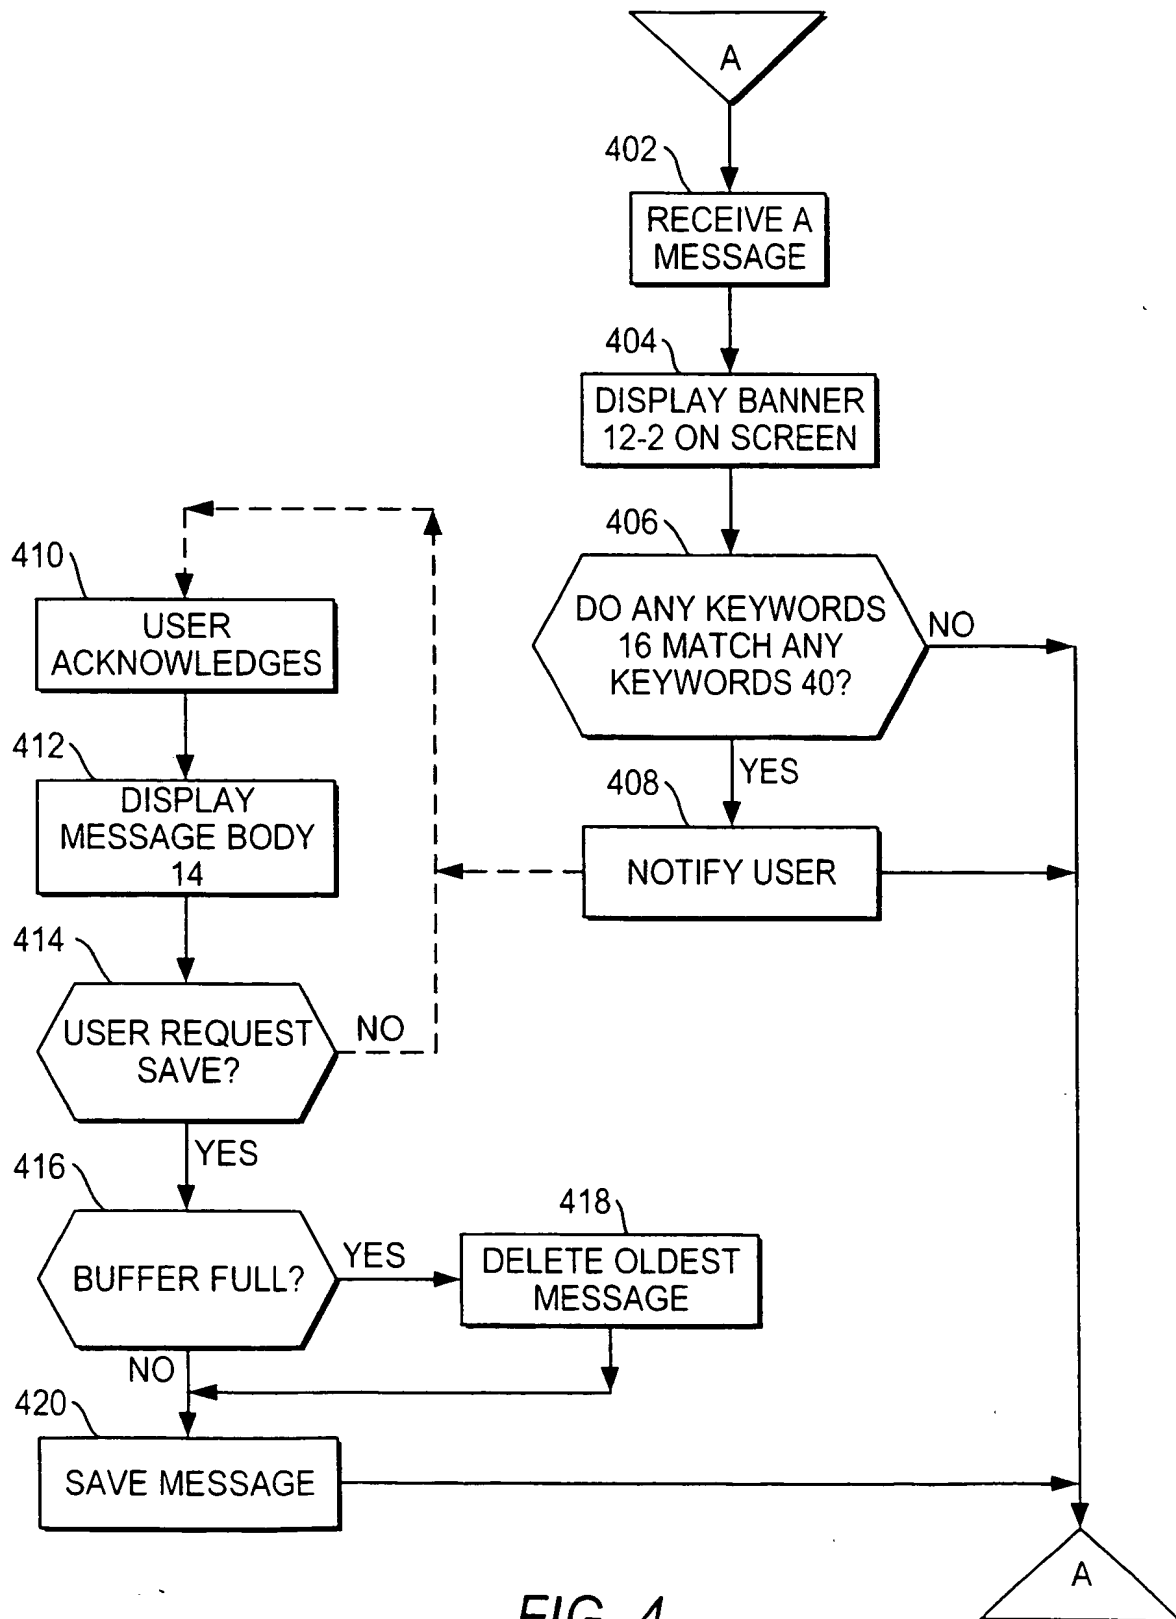 A
402
RECEIVE A
MESSAGE
404
DISPLAY BANNER
12-2 ON SCREEN
406
DO ANY KEYWORDS
16 MATCH ANY
KEYWORDS 40?
NO
YES
408
NOTIFY USER
410
USER
ACKNOWLEDGES
412
DISPLAY
MESSAGE BODY
14
414
USER REQUEST
SAVE?
NO
YES
416
BUFFER FULL?
YES
418
DELETE OLDEST
MESSAGE
NO
420
SAVE MESSAGE
A
FIG. 4